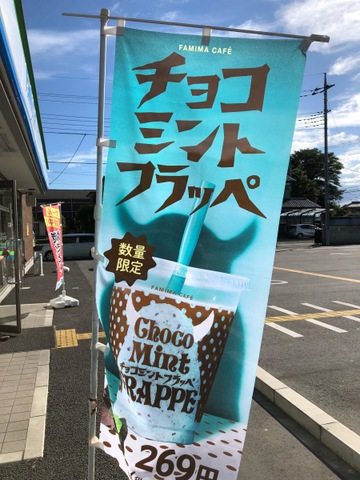 FAMIMA CAFÉ
チョコ
ミント
フラッペ
数量
限定
FAMIMA CAFÉ
CHOCO
MINT
チョコミントフラッペ
FRAPPE
269円